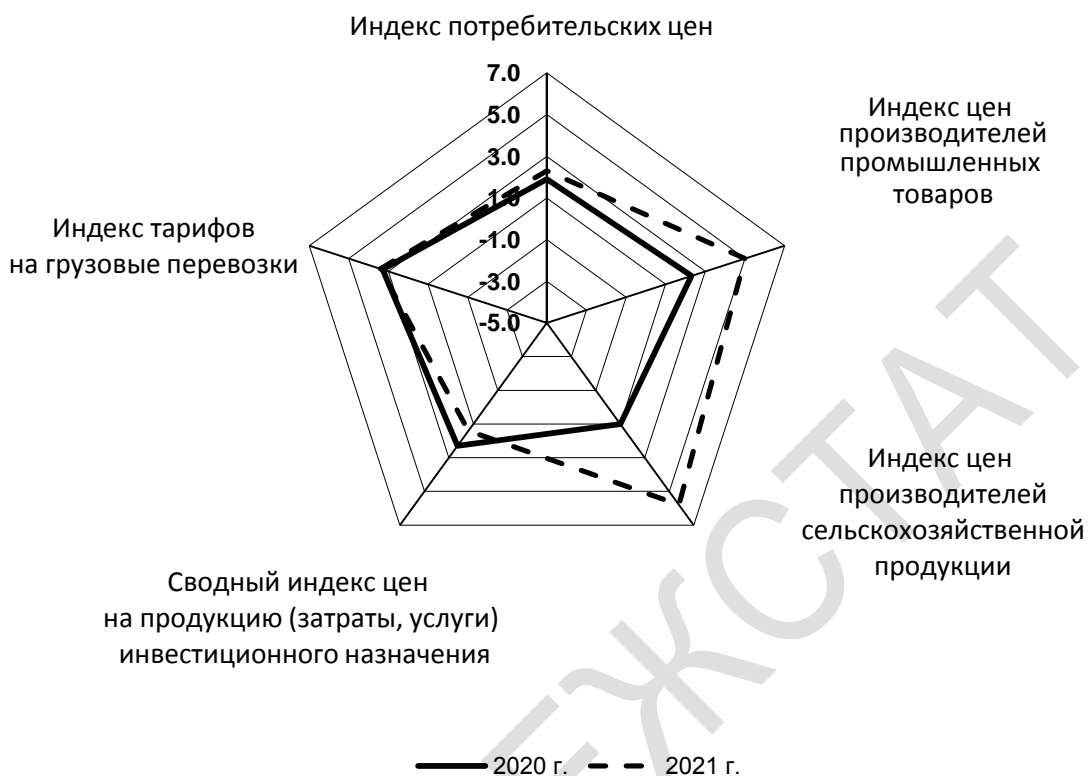 Индекс потребительских цен
7.0
5.0
3.0
1.0
-1.0
-3.0
-5.0
Индекс цен
производителей
промышленных
товаров
Индекс тарифов
на грузовые перевозки
Индекс цен
производителей
сельскохозяйственной
продукции
Сводный индекс цен
на продукцию (затраты, услуги)
инвестиционного назначения
ЕЖСТАТ
2020 г. 2021 г.